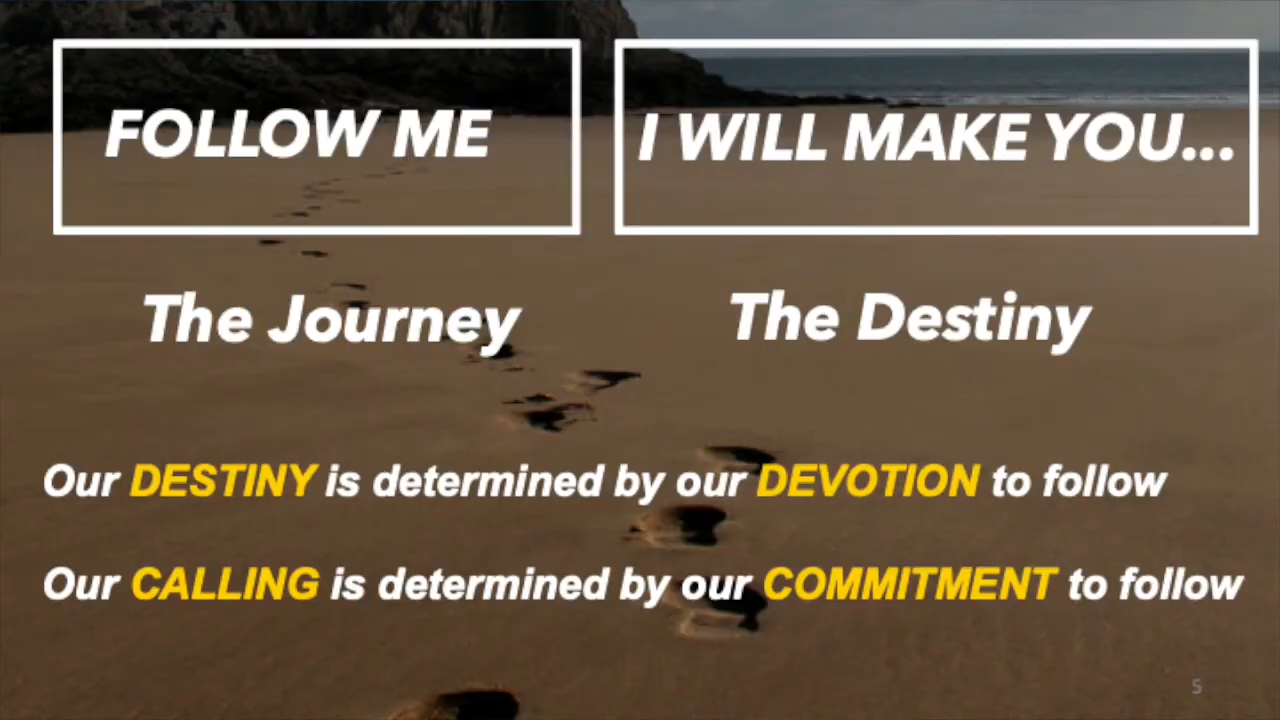 FOLLOW ME
I WILL MAKE YOU...
The Journey
The Destiny
Our DESTINY is determined by our DEVOTION to follow
Our CALLING is determined by our COMMITMENT to follow
5